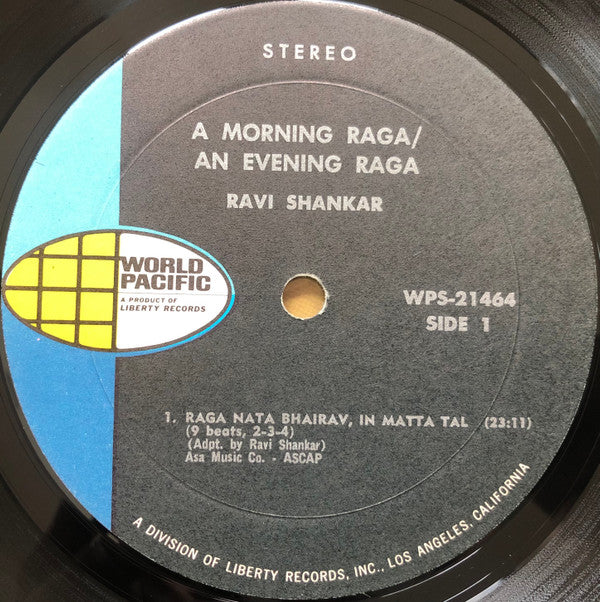 STEREO
A MORNING RAGA/
AN EVENING RAGA
RAVI SHANKAR
WORLD
PACIFIC
A PRODUCT OF
LIBERTY RECORDS
WPS-21464
SIDE 1
1. RAGA NATA BHAIRAV, IN MATTA TAL (23:11)
(9 beats, 2-3-4)
(Adpt. by Ravi Shankar)
Asa Music Co. - ASCAP
A DIVISION OF LIBERTY RECORDS, INC., LOS ANGELES, CALIFORNIA